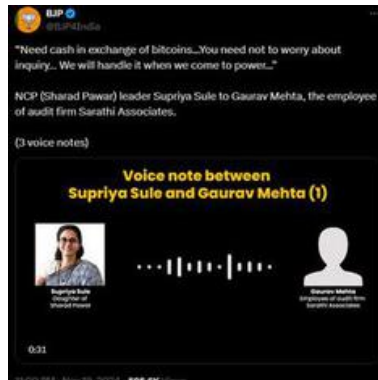 BJP
@BJP4India
"Need cash in exchange of bitcoins...You need not to worry about
inquiry... We will handle it when we come to power..."
NCP (Sharad Pawar) leader Supriya Sule to Gaurav Mehta, the employee
of audit firm Sarathi Associates.
(3 voice notes)
Voice note between
Supriya Sule and Gaurav Mehta (1)
Supriya Sule
Daughter of
Sharad Pawar
Gaurav Mehta
Employee of audit firm
Sarathi Associates
0:31